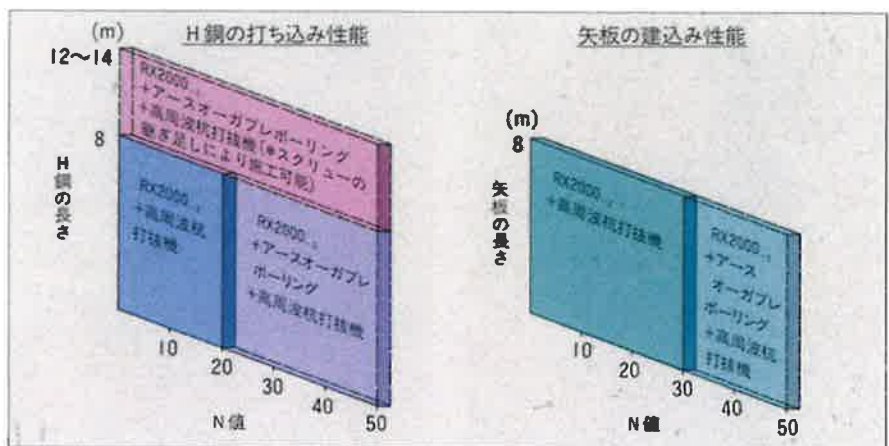 H鋼の打ち込み性能
(m)
12〜14
8
H鋼の長さ
RX2000
+アースオーガプレボーリング
+高周波杭打抜機(※スクリューの
継ぎ足しにより施工可能)
RX2000
+高周波杭
打抜機
RX2000
+アースオーガプレ
ボーリング
+高周波杭打抜機
10
20
30
40
50
N値
矢板の建込み性能
(m)
8
矢板の長さ
RX2000
+高周波杭打抜機
RX2000
+アース
オーガプレ
ボーリング
+高周波杭
打抜機
10
20
30
40
50
N値